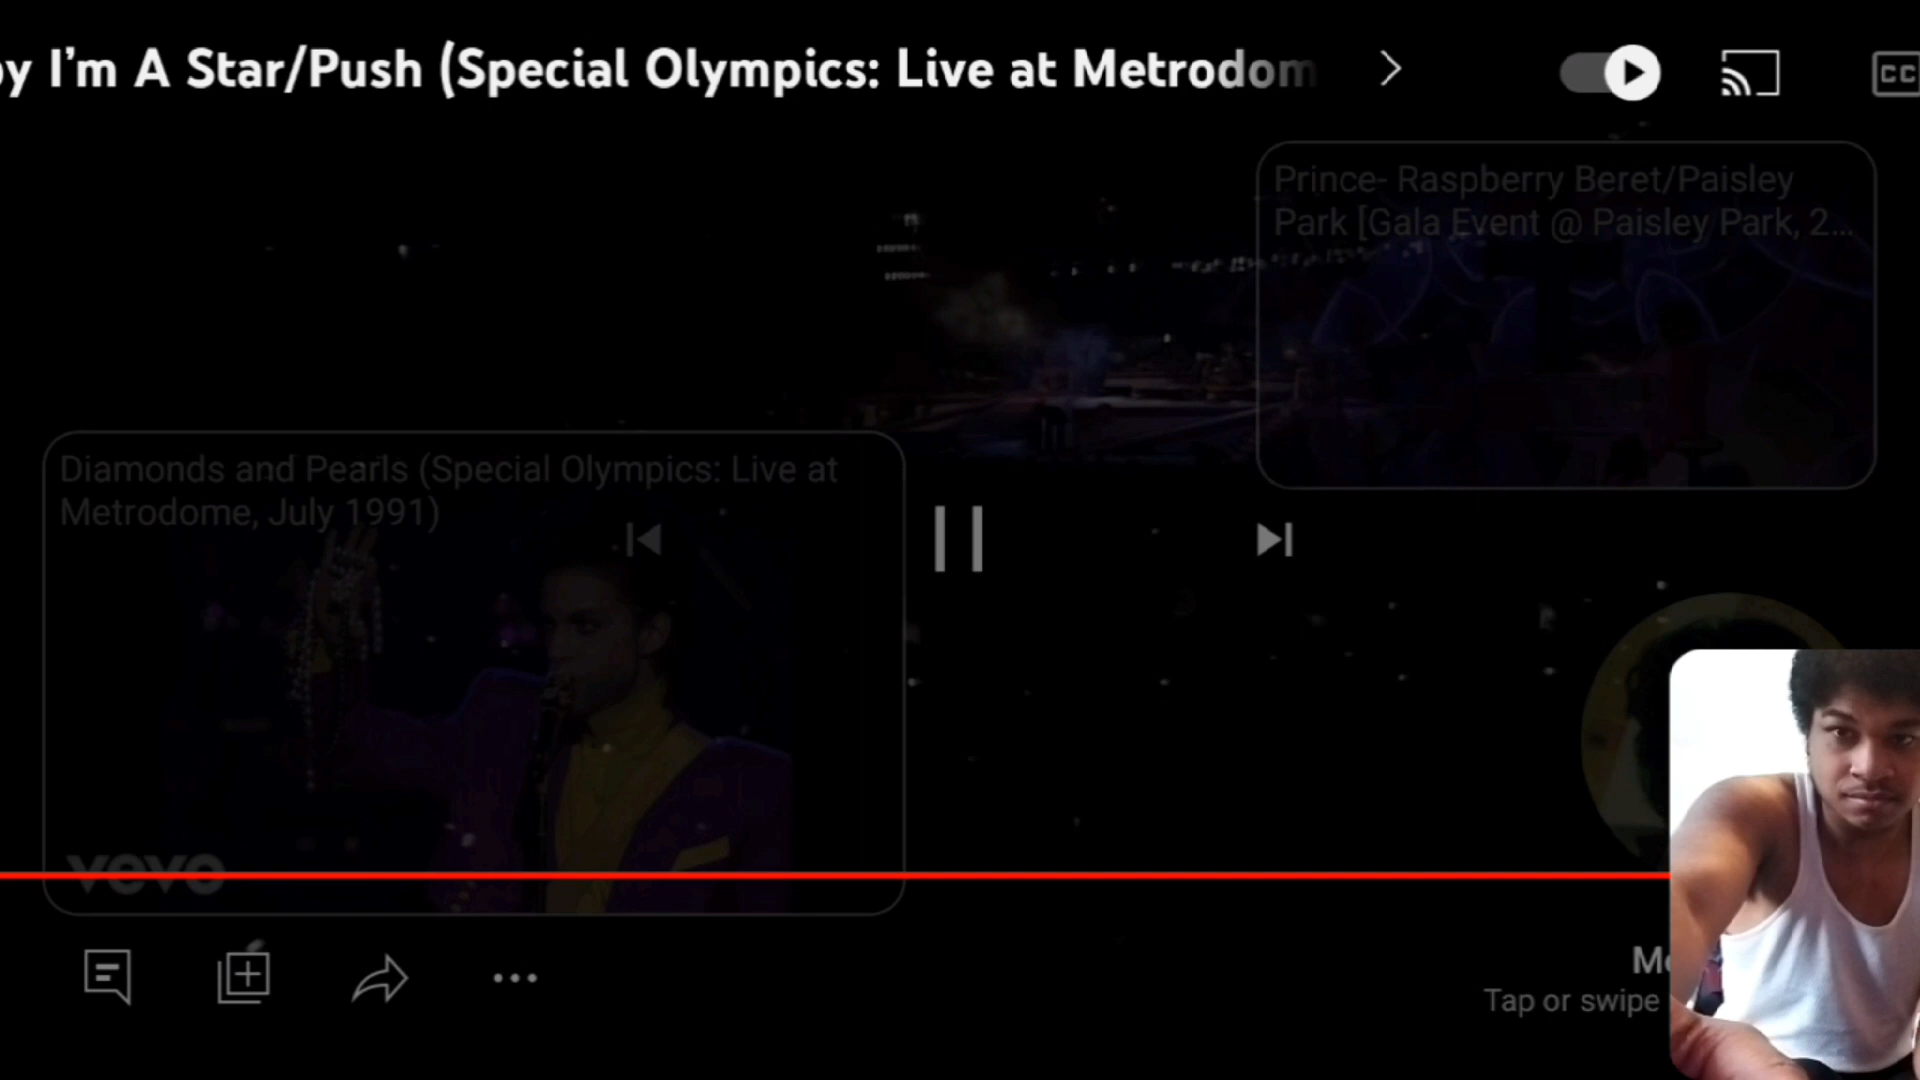 y I'm A Star/Push (Special Olympics: Live at Metrodom
CC
Prince- Raspberry Beret/Paisley
Park [Gala Event @ Paisley Park, 2...
Diamonds and Pearls (Special Olympics: Live at
Metrodome, July 1991)
vevo
Tap or swipe